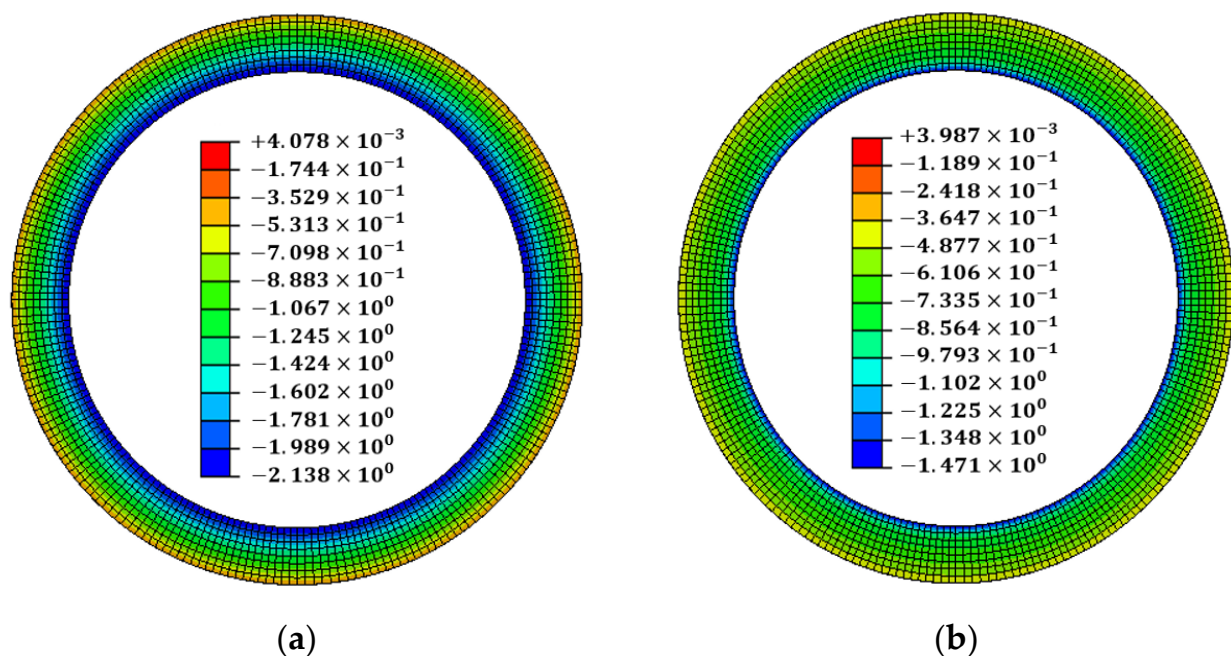 +4.078 × 10⁻³
−1.744 × 10⁻¹
−3.529 × 10⁻¹
−5.313 × 10⁻¹
−7.098 × 10⁻¹
−8.883 × 10⁻¹
−1.067 × 10⁰
−1.245 × 10⁰
−1.424 × 10⁰
−1.602 × 10⁰
−1.781 × 10⁰
−1.989 × 10⁰
−2.138 × 10⁰
(a)
+3.987 × 10⁻³
−1.189 × 10⁻¹
−2.418 × 10⁻¹
−3.647 × 10⁻¹
−4.877 × 10⁻¹
−6.106 × 10⁻¹
−7.335 × 10⁻¹
−8.564 × 10⁻¹
−9.793 × 10⁻¹
−1.102 × 10⁰
−1.225 × 10⁰
−1.348 × 10⁰
−1.471 × 10⁰
(b)